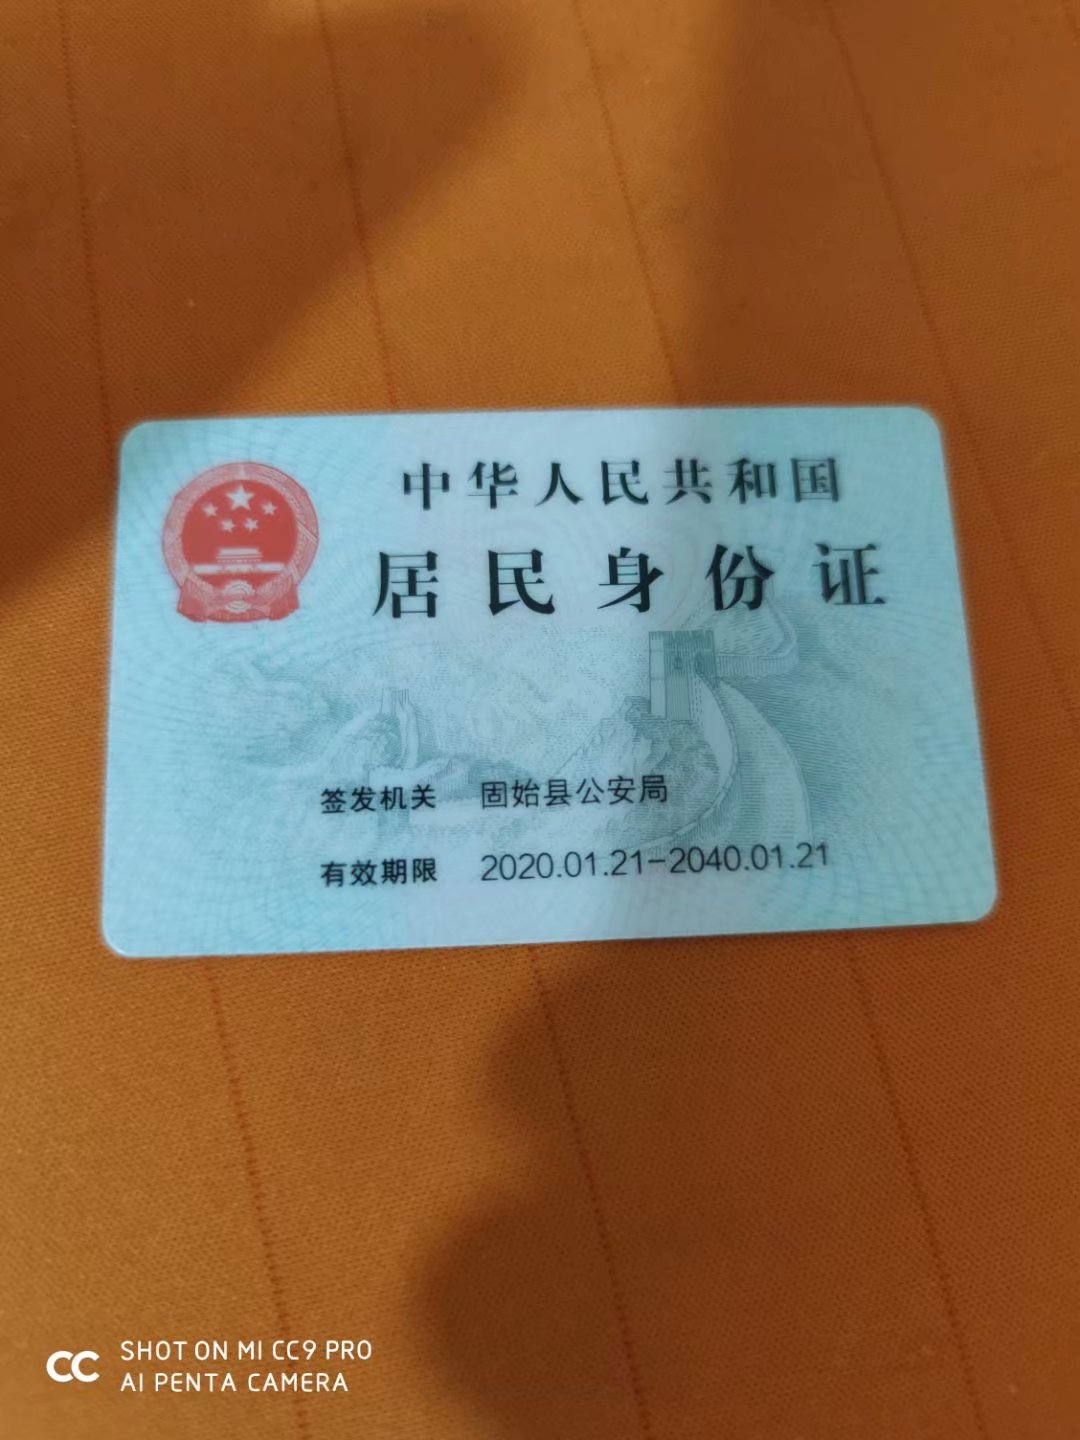 中华人民共和国
居民身份证
签发机关 固始县公安局
有效期限 2020.01.21-2040.01.21
SHOT ON MI CC9 PRO
AI PENTA CAMERA